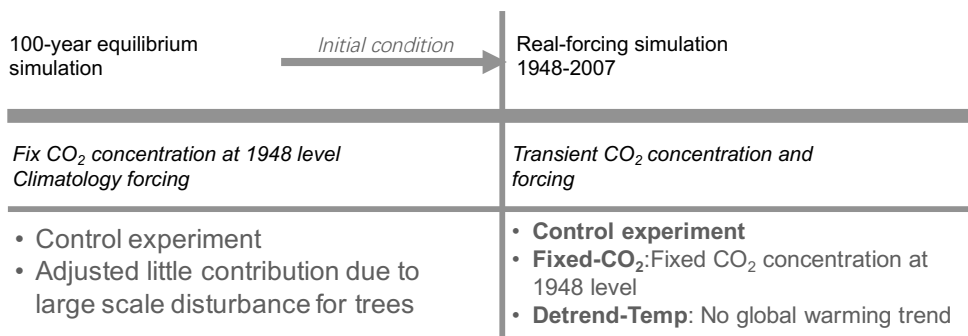 100-year equilibrium
simulation
Initial condition
Real-forcing simulation
1948-2007
Fix CO₂ concentration at 1948 level
Climatology forcing
Transient CO₂ concentration and
forcing
• Control experiment
• Adjusted little contribution due to
large scale disturbance for trees
• Control experiment
• Fixed-CO₂:Fixed CO₂ concentration at
1948 level
• Detrend-Temp: No global warming trend